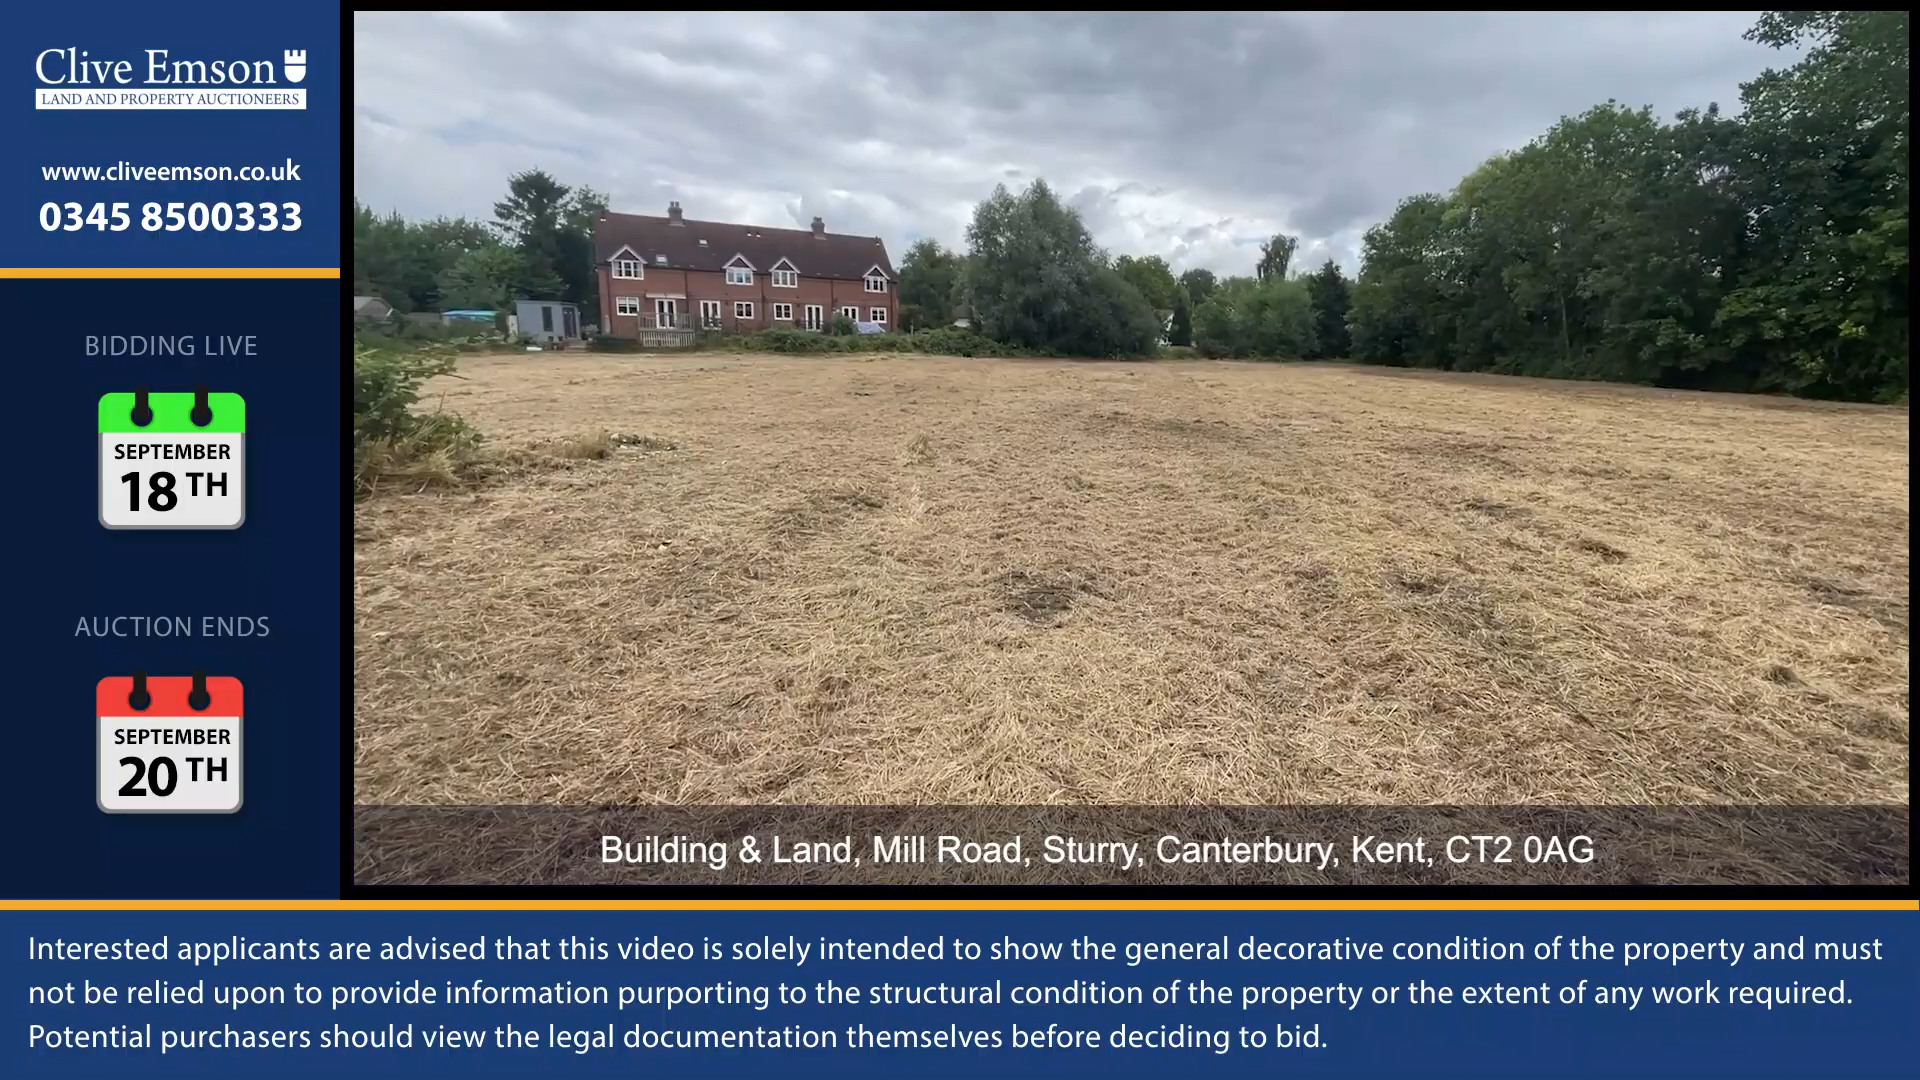 Clive Emson
LAND AND PROPERTY AUCTIONEERS
www.cliveemson.co.uk
0345 8500333
BIDDING LIVE
SEPTEMBER
18 TH
AUCTION ENDS
SEPTEMBER
20 TH
Building & Land, Mill Road, Sturry, Canterbury, Kent, CT2 0AG
Interested applicants are advised that this video is solely intended to show the general decorative condition of the property and must
not be relied upon to provide information purporting to the structural condition of the property or the extent of any work required.
Potential purchasers should view the legal documentation themselves before deciding to bid.